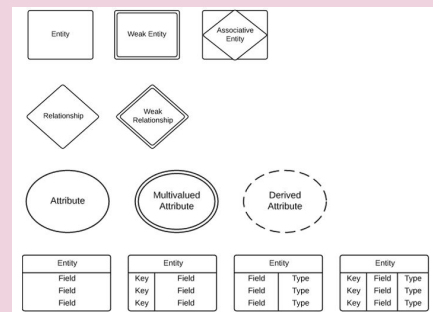 Entity
Weak Entity
Associative
Entity
Relationship
Weak
Relationship
Attribute
Multivalued
Attribute
Derived
Attribute
Entity
Field
Field
Field
Entity
Key Field
Key Field
Key Field
Entity
Field Type
Field Type
Field Type
Entity
Key Field Type
Key Field Type
Key Field Type